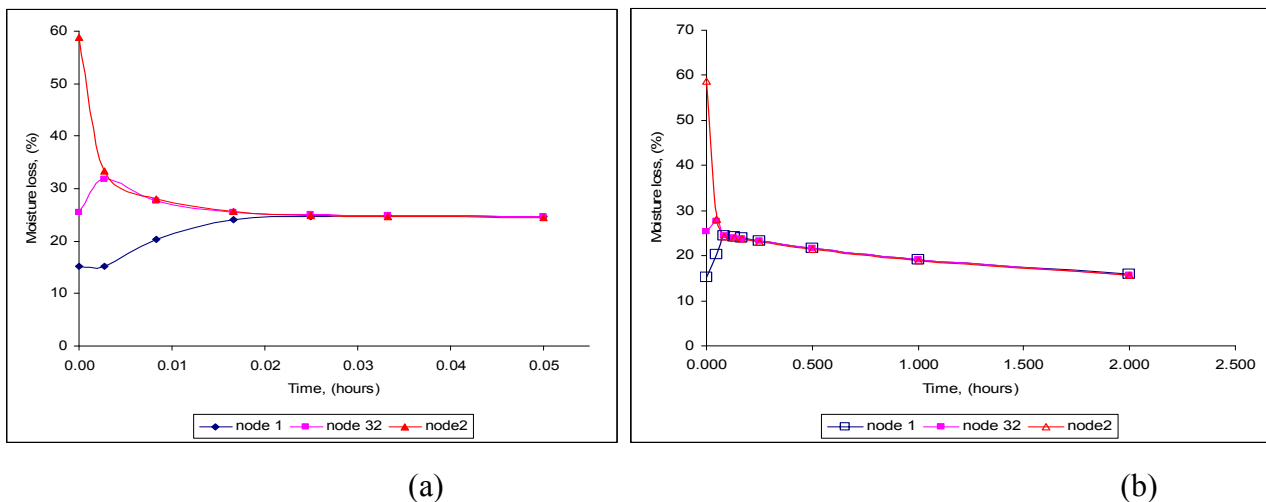 Moisture loss, (%)
60
50
40
30
20
10
0
0.00 0.01 0.02 0.03 0.04 0.05
Time, (hours)
node 1 node 32 node2
(a)
Moisture loss, (%)
70
60
50
40
30
20
10
0
0.000 0.500 1.000 1.500 2.000 2.500
Time, (hours)
node 1 node 32 node2
(b)